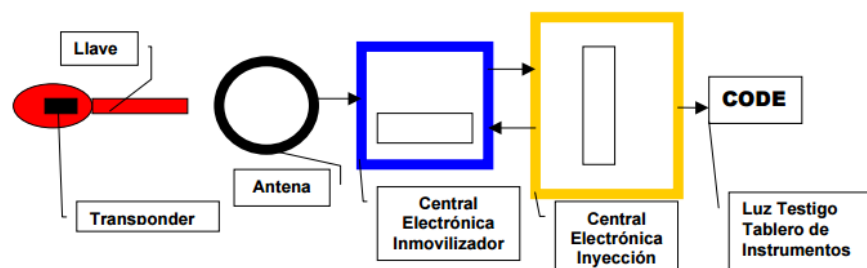 Llave
CODE
Antena
Transponder
Central
Electrónica
Inmovilizador
Central
Electrónica
Inyección
Luz Testigo
Tablero de
Instrumentos